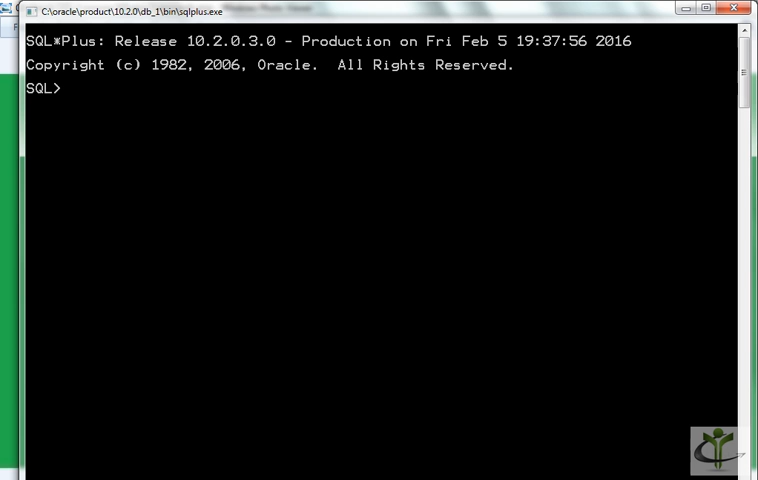 C:\oracle\product\10.2.0\db_1\bin\sqlplus.exe
SQL*Plus: Release 10.2.0.3.0 - Production on Fri Feb 5 19:37:56 2016
Copyright (c) 1982, 2006, Oracle.  All Rights Reserved.
SQL>